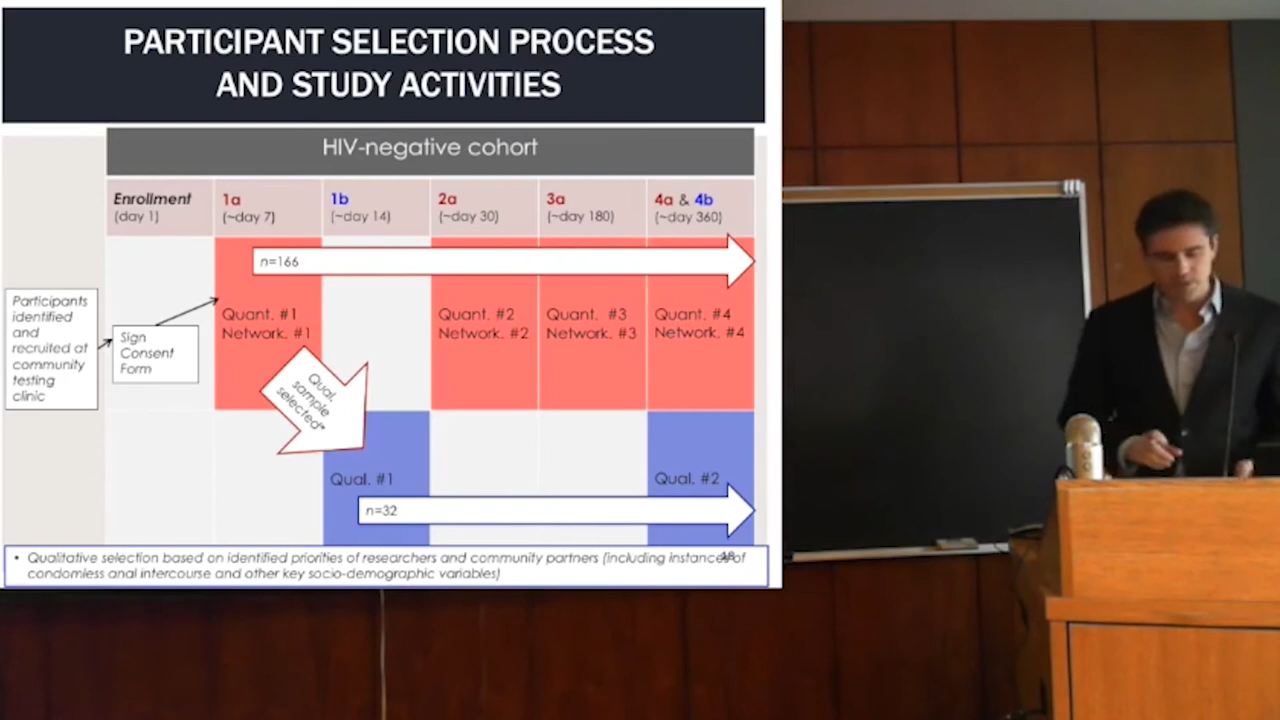 PARTICIPANT SELECTION PROCESS
AND STUDY ACTIVITIES
HIV-negative cohort
Enrollment
(day 1)
1a
(~day 7)
1b
(~day 14)
2a
(~day 30)
3a
(~day 180)
4a & 4b
(~day 360)
n=166
Participants
identified
and
recruited at
community
testing
clinic
Sign
Consent
Form
Quant. #1
Network. #1
Quant. #2
Network. #2
Quant. #3
Network. #3
Quant. #4
Network. #4
Qual.
sample
selected*
Qual. #1
Qual. #2
n=32
• Qualitative selection based on identified priorities of researchers and community partners (including instances of
condomless anal intercourse and other key socio-demographic variables)